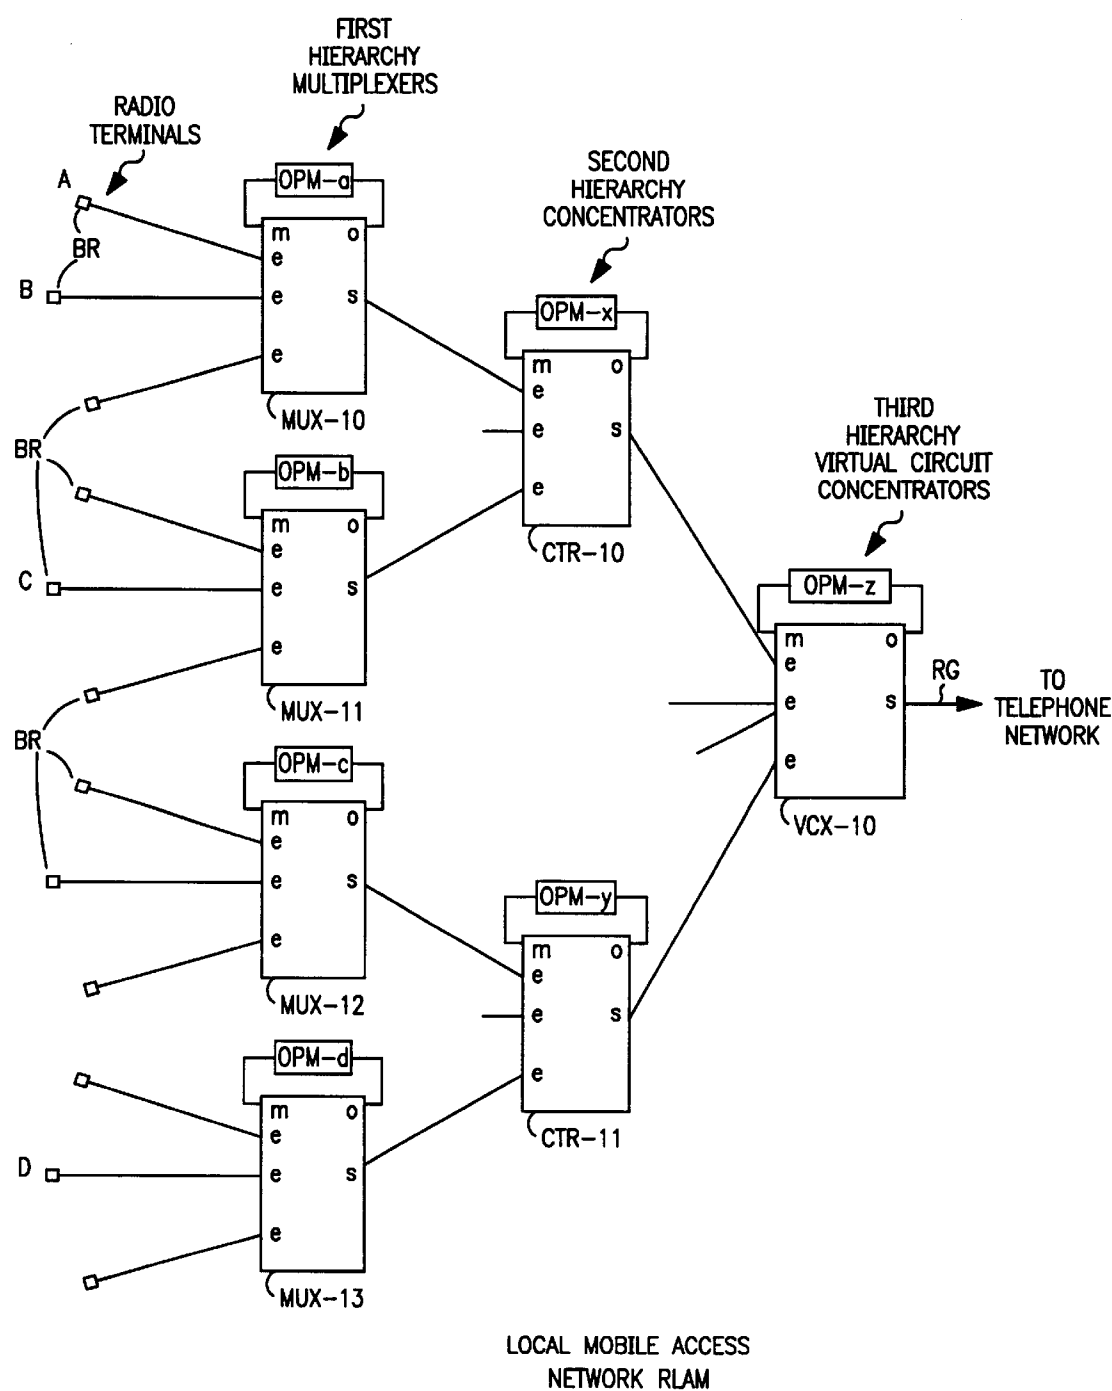 FIRST
HIERARCHY
MULTIPLEXERS
RADIO
TERMINALS
SECOND
HIERARCHY
CONCENTRATORS
THIRD
HIERARCHY
VIRTUAL CIRCUIT
CONCENTRATORS
A
BR
B
OPM-a
m o
e
e s
e
MUX-10
BR
C
OPM-b
m o
e
e s
e
MUX-11
BR
OPM-c
m o
e
e s
e
MUX-12
D
OPM-d
m o
e
e s
e
MUX-13
OPM-x
m o
e
e s
e
CTR-10
OPM-y
m o
e
e s
e
CTR-11
OPM-z
m o
e
e s
e
VCX-10
RG
TO
TELEPHONE
NETWORK
LOCAL MOBILE ACCESS
NETWORK RLAM